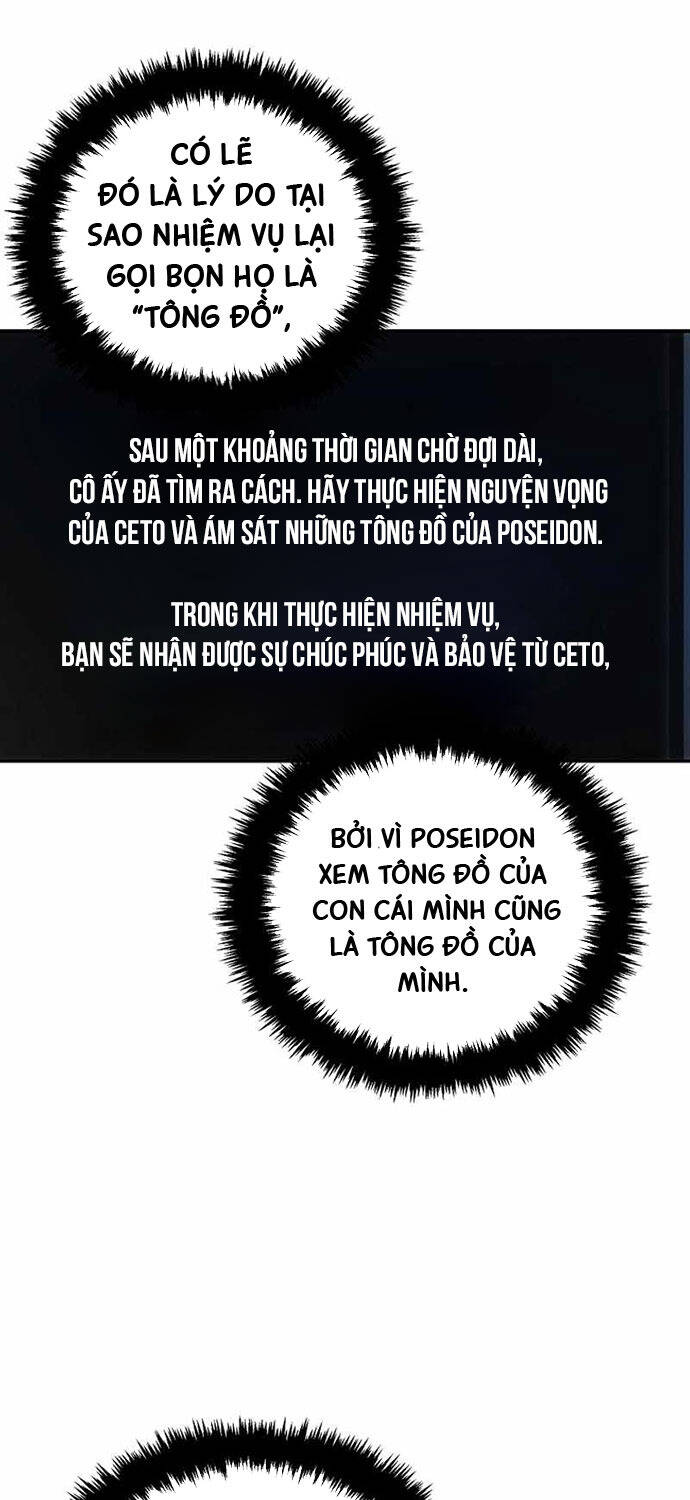 CÓ LẼ
ĐÓ LÀ LÝ DO TẠI
SAO NHIỆM VỤ LẠI
GỌI BỌN HỌ LÀ
“TÔNG ĐỒ”,
SAU MỘT KHOẢNG THỜI GIAN CHỜ ĐỢI DÀI,
CÔ ẤY ĐÃ TÌM RA CÁCH. HÃY THỰC HIỆN NGUYỆN VỌNG
CỦA CETO VÀ ÁM SÁT NHỮNG TÔNG ĐỒ CỦA POSEIDON.
TRONG KHI THỰC HIỆN NHIỆM VỤ,
BẠN SẼ NHẬN ĐƯỢC SỰ CHÚC PHÚC VÀ BẢO VỆ TỪ CETO,
BỞI VÌ POSEIDON
XEM TÔNG ĐỒ CỦA
CON CÁI MÌNH CŨNG
LÀ TÔNG ĐỒ CỦA
MÌNH.